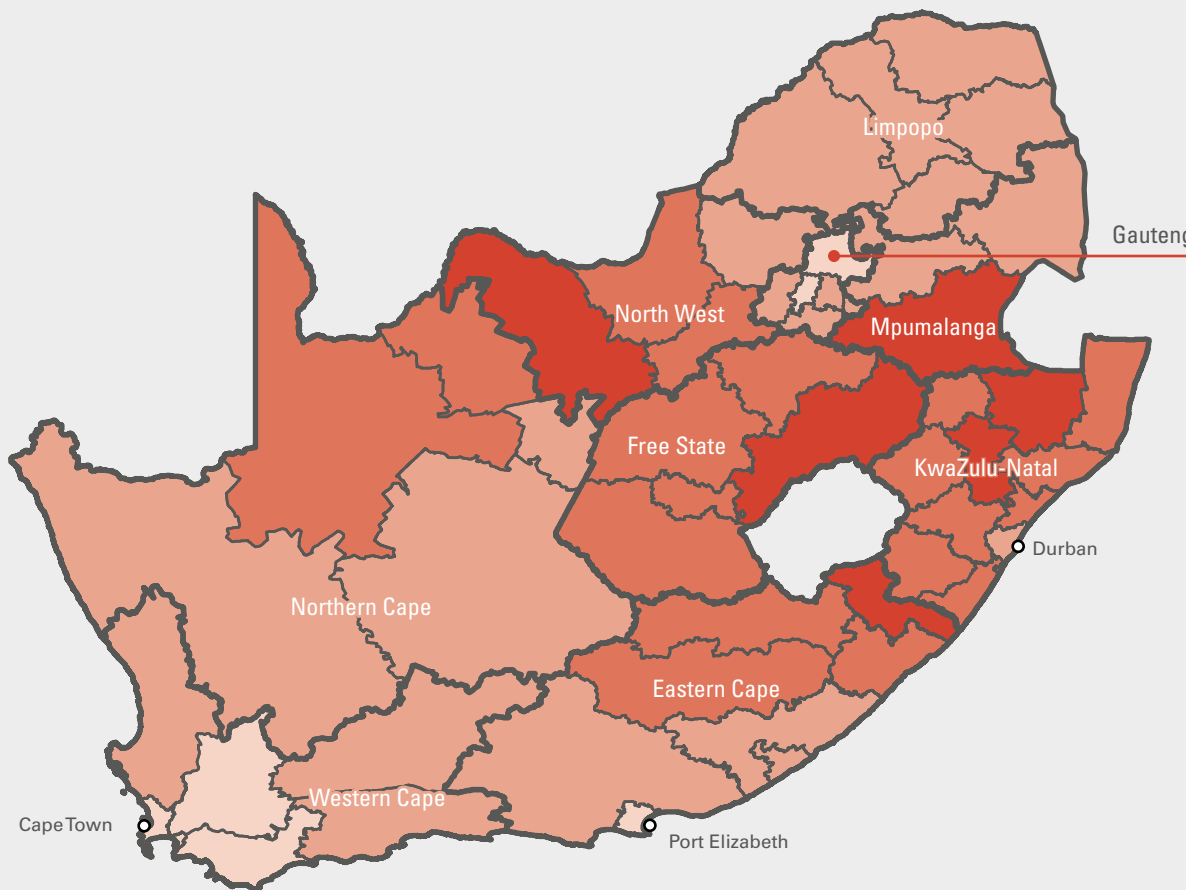 Limpopo
Gauteng
North West
Mpumalanga
Free State
KwaZulu-Natal
Durban
Northern Cape
Eastern Cape
Western Cape
Cape Town
Port Elizabeth